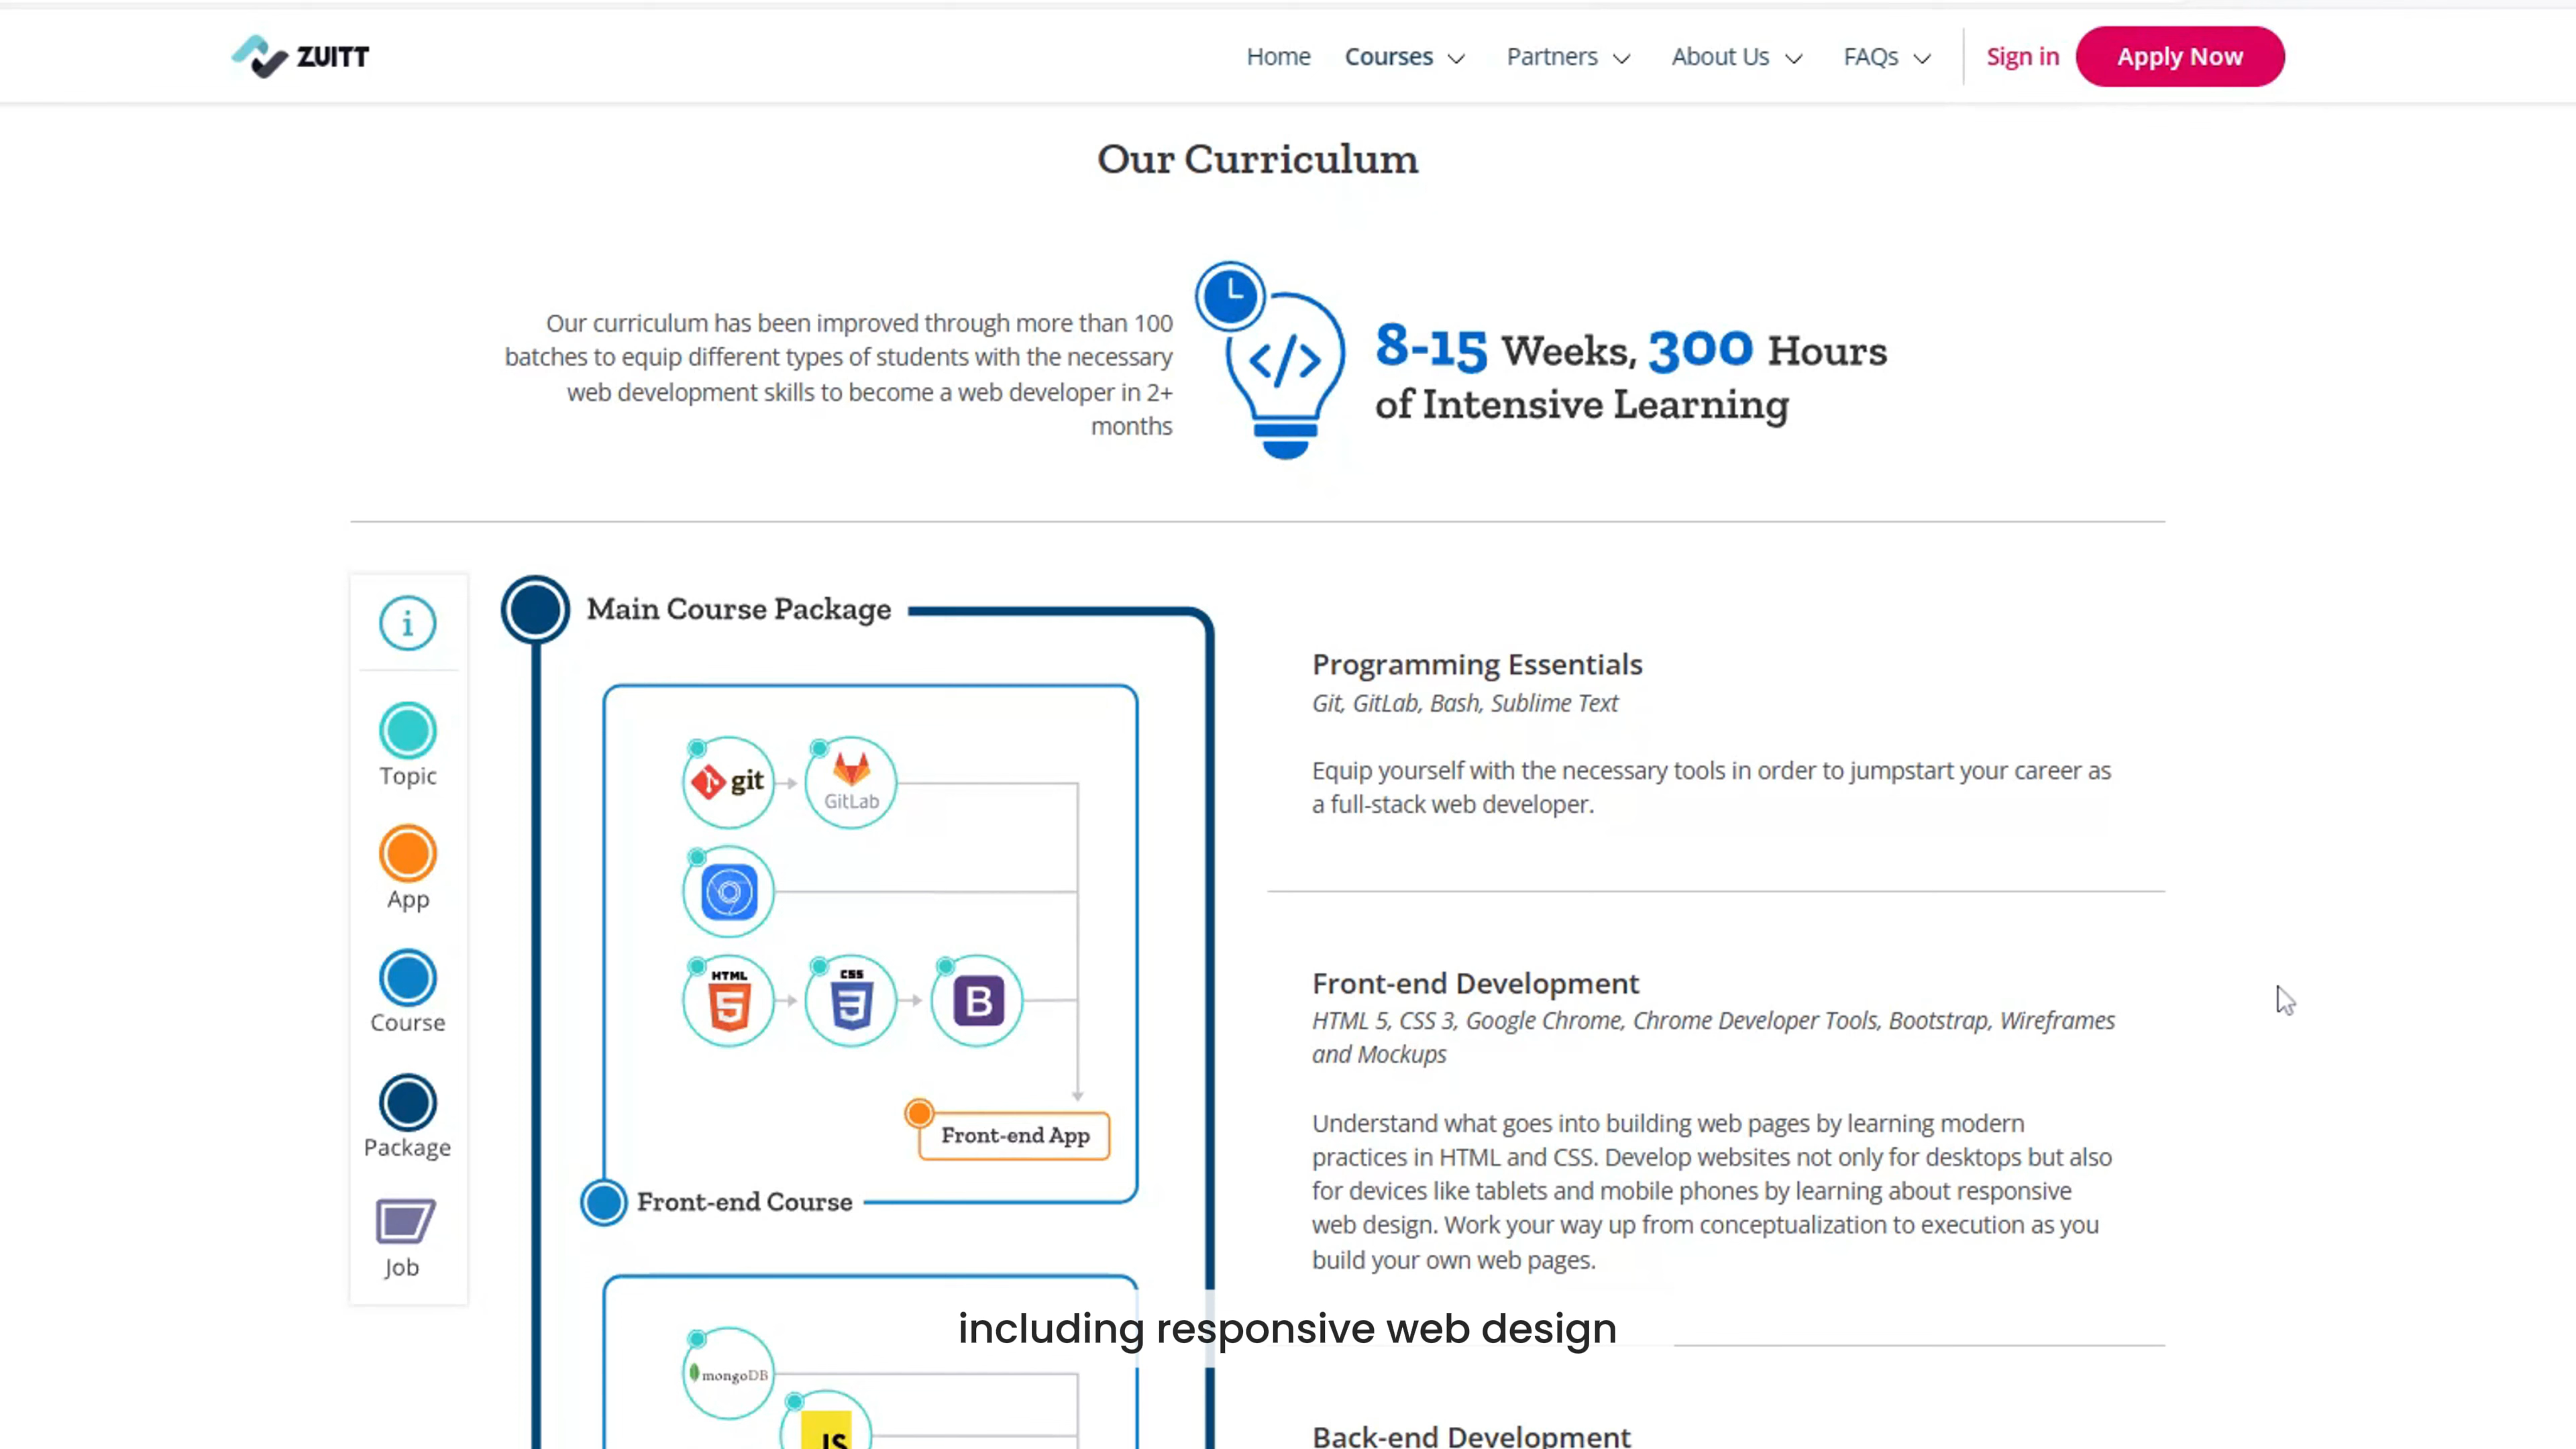 ZUITT
Home Courses Partners About Us FAQs Sign in Apply Now
Our Curriculum
Our curriculum has been improved through more than 100
batches to equip different types of students with the necessary
web development skills to become a web developer in 2+
months
8-15 Weeks, 300 Hours
of Intensive Learning
i
Topic
App
Course
Package
Job
Main Course Package
git
GitLab
HTML
5
CSS
3
B
Front-end App
Front-end Course
mongoDB
JS
Programming Essentials
Git, GitLab, Bash, Sublime Text
Equip yourself with the necessary tools in order to jumpstart your career as
a full-stack web developer.
Front-end Development
HTML 5, CSS 3, Google Chrome, Chrome Developer Tools, Bootstrap, Wireframes
and Mockups
Understand what goes into building web pages by learning modern
practices in HTML and CSS. Develop websites not only for desktops but also
for devices like tablets and mobile phones by learning about responsive
web design. Work your way up from conceptualization to execution as you
build your own web pages.
including responsive web design
Back-end Development